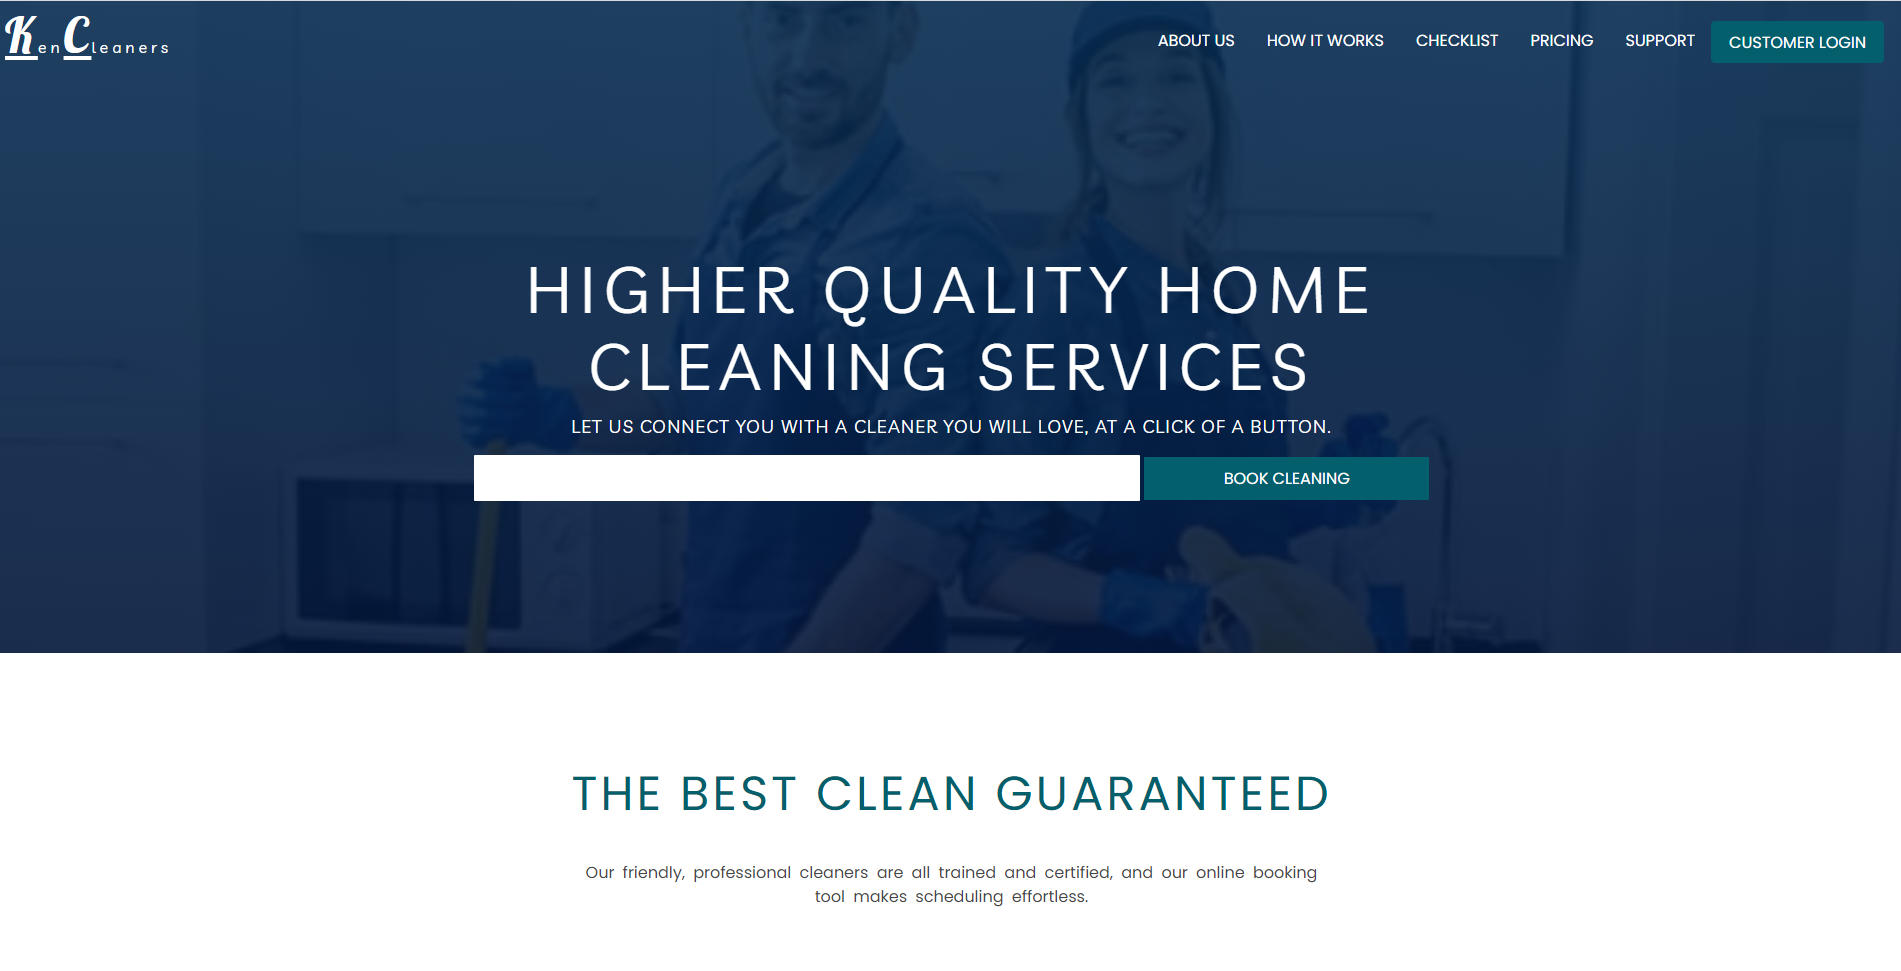 KenCleaners
ABOUT US HOW IT WORKS CHECKLIST PRICING SUPPORT CUSTOMER LOGIN
HIGHER QUALITY HOME
CLEANING SERVICES
LET US CONNECT YOU WITH A CLEANER YOU WILL LOVE, AT A CLICK OF A BUTTON.
BOOK CLEANING
THE BEST CLEAN GUARANTEED
Our friendly, professional cleaners are all trained and certified, and our online booking
tool makes scheduling effortless.